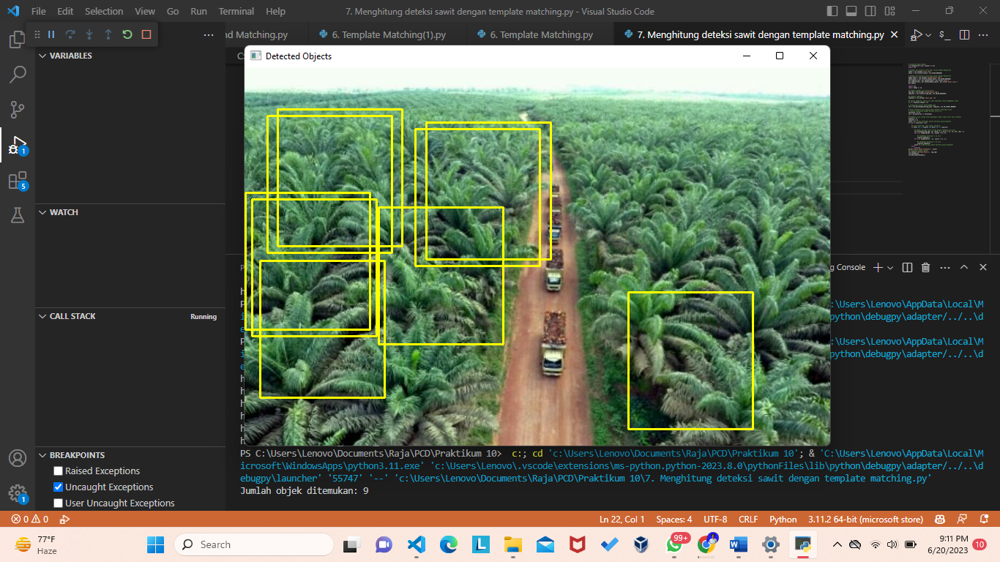 File Edit Selection View Go Run Terminal Help
7. Menghitung deteksi sawit dengan template matching.py - Visual Studio Code
nd Matching.py
6. Template Matching(1).py
6. Template Matching.py
7. Menghitung deteksi sawit dengan template matching.py
VARIABLES
Detected Objects
WATCH
CALL STACK
Running
BREAKPOINTS
Raised Exceptions
Uncaught Exceptions
User Uncaught Exceptions
1
5
1
g Console
:\Users\Lenovo\AppData\Local\M
python\debugpy\adapter/../..\d
:\Users\Lenovo\AppData\Local\M
python\debugpy\adapter/../..\d
PS C:\Users\Lenovo\Documents\Raja\PCD\Praktikum 10> c:; cd 'c:\Users\Lenovo\Documents\Raja\PCD\Praktikum 10'; & 'C:\Users\Lenovo\AppData\Local\M
icrosoft\WindowsApps\python3.11.exe' 'c:\Users\Lenovo\.vscode\extensions\ms-python.python-2023.8.0\pythonFiles\lib\python\debugpy\adapter/../..\d
ebugpy\launcher' '55747' '--' 'c:\Users\Lenovo\Documents\Raja\PCD\Praktikum 10\7. Menghitung deteksi sawit dengan template matching.py'
Jumlah objek ditemukan: 9
0 0
Ln 22, Col 1 Spaces: 4 UTF-8 CRLF Python 3.11.2 64-bit (microsoft store)
77°F
Haze
Search
99+
9:11 PM
6/20/2023
10